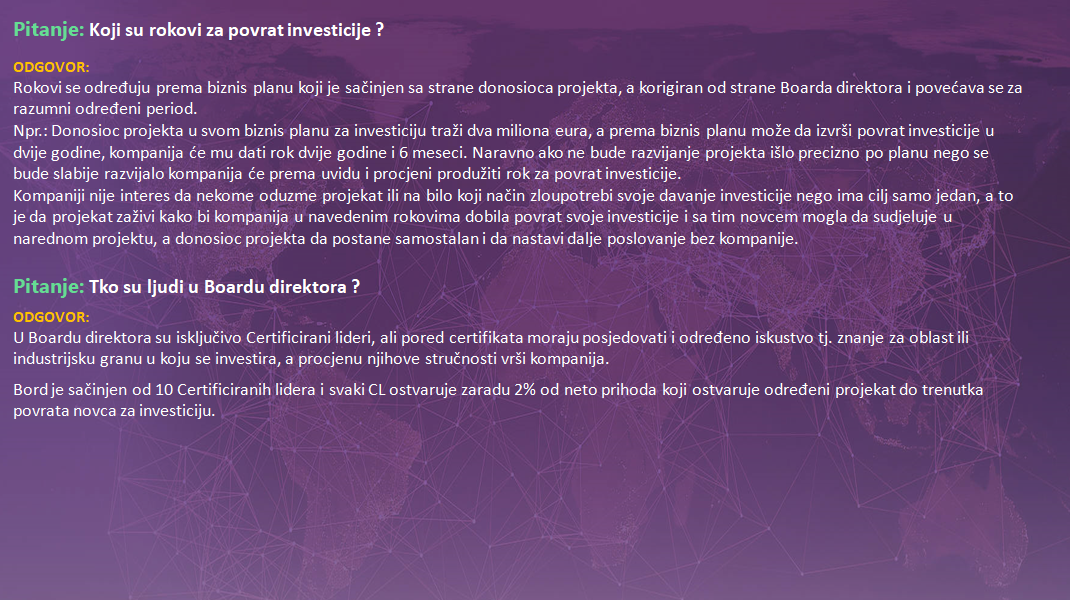 Pitanje: Koji su rokovi za povrat investicije ?
ODGOVOR:
Rokovi se određuju prema biznis planu koji je sačinjen sa strane donosioca projekta, a korigiran od strane Boarda direktora i povećava se za
razumni određeni period.
Npr.: Donosioc projekta u svom biznis planu za investiciju traži dva miliona eura, a prema biznis planu može da izvrši povrat investicije u
dvije godine, kompanija će mu dati rok dvije godine i 6 meseci. Naravno ako ne bude razvijanje projekta išlo precizno po planu nego se
bude slabije razvijalo kompanija će prema uvidu i procjeni produžiti rok za povrat investicije.
Kompaniji nije interes da nekome oduzme projekat ili na bilo koji način zloupotrebi svoje davanje investicije nego ima cilj samo jedan, a to
je da projekat zaživi kako bi kompanija u navedenim rokovima dobila povrat svoje investicije i sa tim novcem mogla da sudjeluje u
narednom projektu, a donosioc projekta da postane samostalan i da nastavi dalje poslovanje bez kompanije.
Pitanje: Tko su ljudi u Boardu direktora ?
ODGOVOR:
U Boardu direktora su isključivo Certificirani lideri, ali pored certifikata moraju posjedovati i određeno iskustvo tj. znanje za oblast ili
industrijsku granu u koju se investira, a procjenu njihove stručnosti vrši kompanija.
Bord je sačinjen od 10 Certificiranih lidera i svaki CL ostvaruje zaradu 2% od neto prihoda koji ostvaruje određeni projekat do trenutka
povrata novca za investiciju.